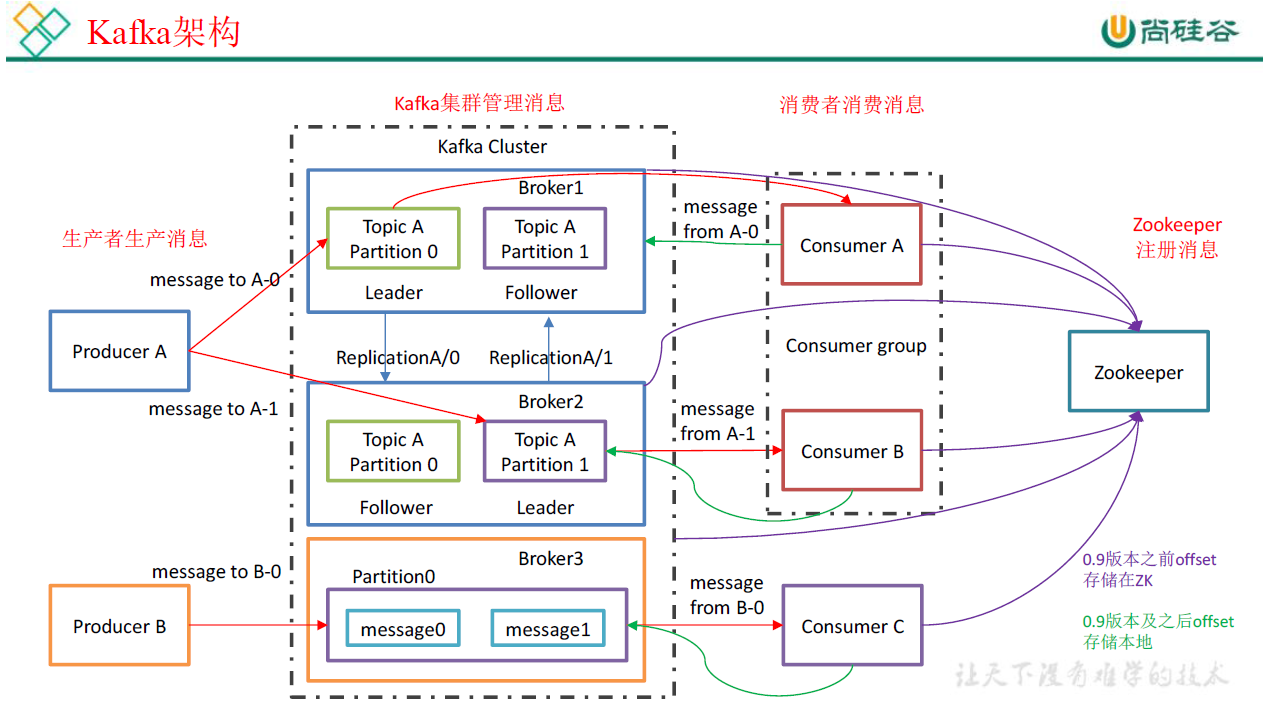 Kafka架构
尚硅谷
Kafka集群管理消息
消费者消费消息
Kafka Cluster
Broker1
Topic A
Partition 0
Topic A
Partition 1
Leader
Follower
message
from A-0
Consumer A
Zookeeper
注册消息
生产者生产消息
message to A-0
Producer A
message to A-1
ReplicationA/0
ReplicationA/1
Consumer group
Zookeeper
Broker2
Topic A
Partition 0
Topic A
Partition 1
Follower
Leader
message
from A-1
Consumer B
Broker3
Partition0
message0
message1
message to B-0
Producer B
message
from B-0
Consumer C
0.9版本之前offset
存储在ZK
0.9版本及之后offset
存储本地
让天下没有难学的技术